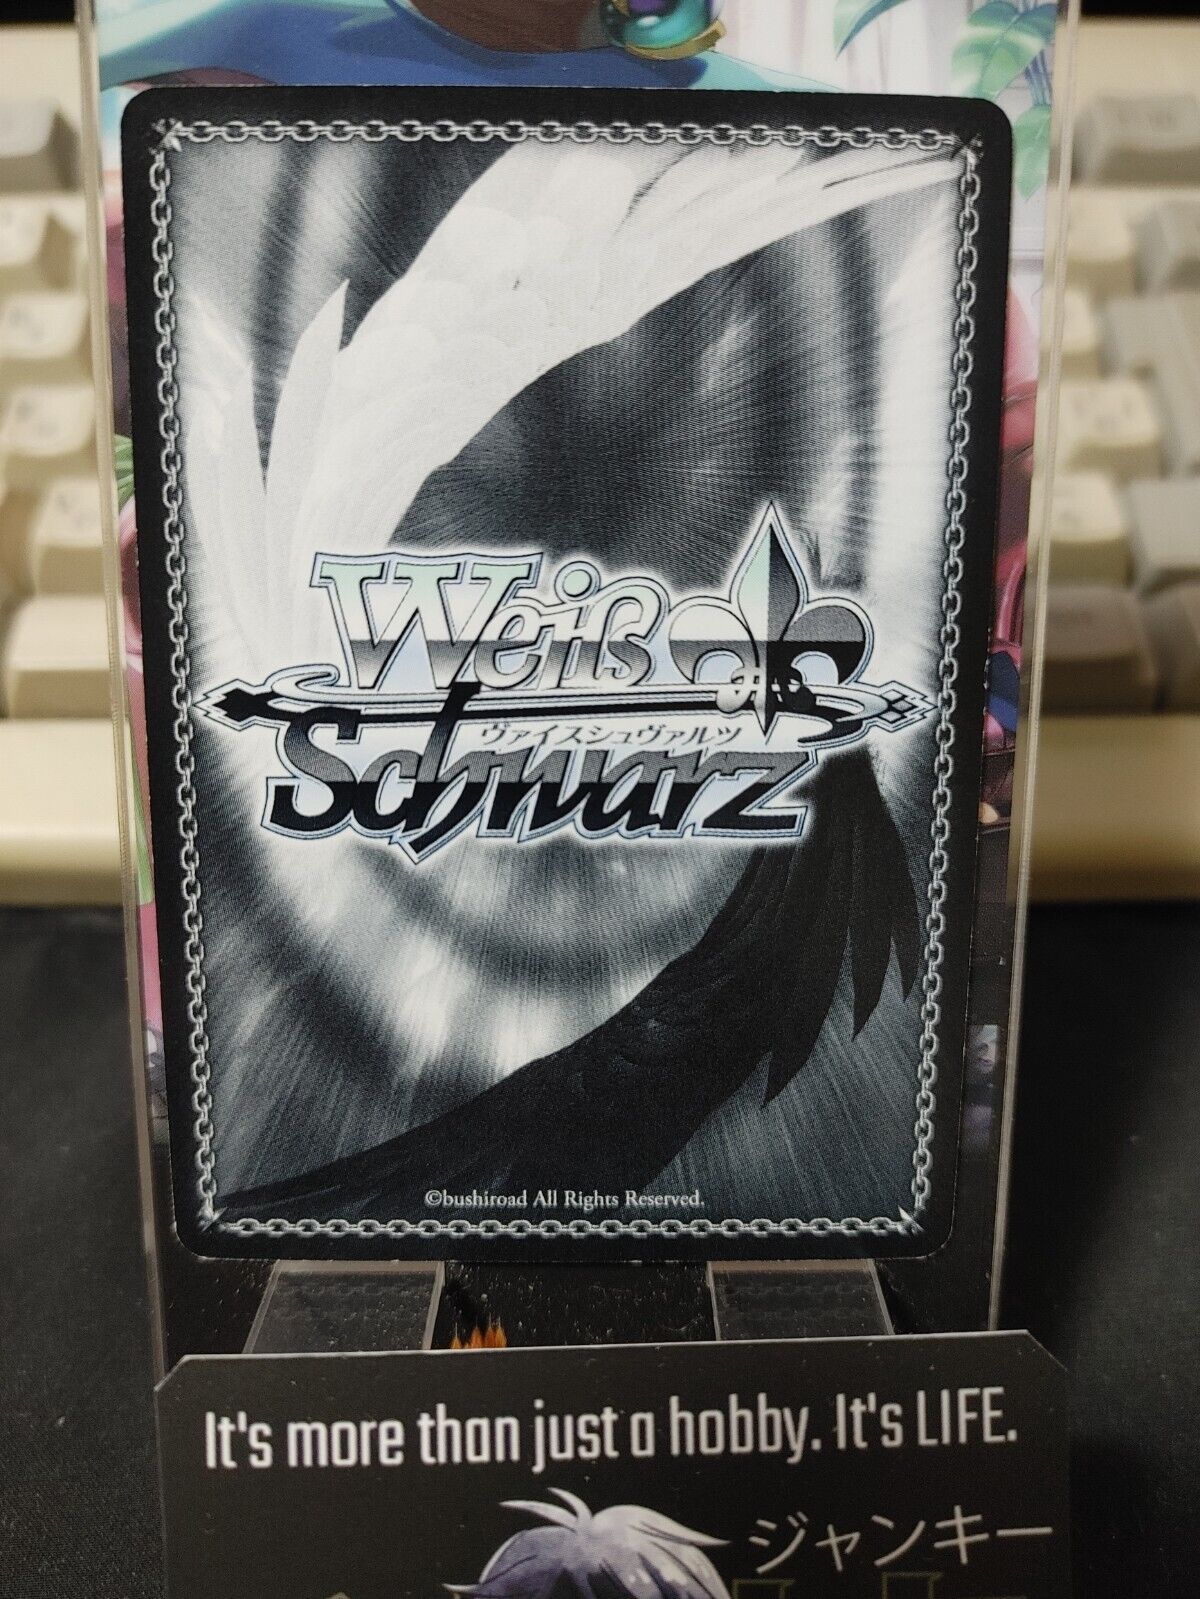 Weiß
ヴァイスシュヴァルツ
Schwarz
©bushiroad All Rights Reserved.
It's more than just a hobby. It's LIFE.
ジャンキー